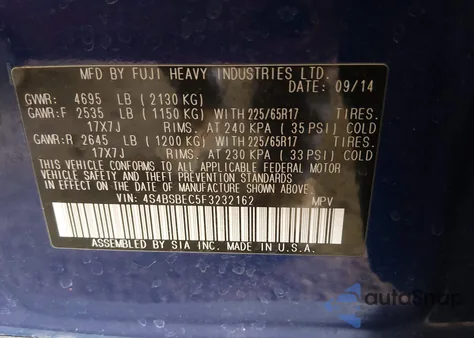 MFD BY FUJI HEAVY INDUSTRIES LTD.
DATE: 09/14
GVWR: 4695 LB (2130 KG)
GAWR:F 2535 LB (1150 KG) WITH 225/65R17 TIRES.
17X7J RIMS. AT 240 KPA (35 PSI) COLD
GAWR:R 2645 LB (1200 KG) WITH 225/65R17 TIRES.
17X7J RIMS. AT 230 KPA (33 PSI) COLD
THIS VEHICLE CONFORMS TO ALL APPLICABLE FEDERAL MOTOR
VEHICLE SAFETY AND THEFT PREVENTION STANDARDS IN EFFECT
ON THE DATE OF MANUFACTURE SHOWN ABOVE.
VIN: 4S4BSBEC5F3232162 MPV
ASSEMBLED BY SIA INC. MADE IN U.S.A.
autoSnap